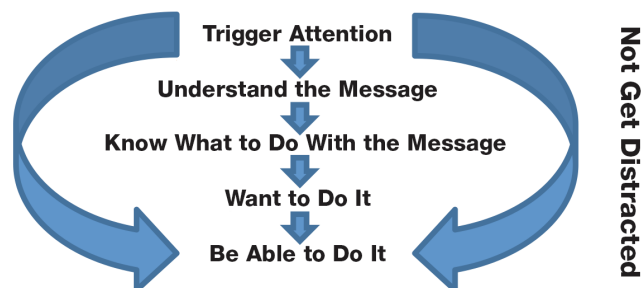 Trigger Attention
Understand the Message
Know What to Do With the Message
Want to Do It
Be Able to Do It
Not Get Distracted